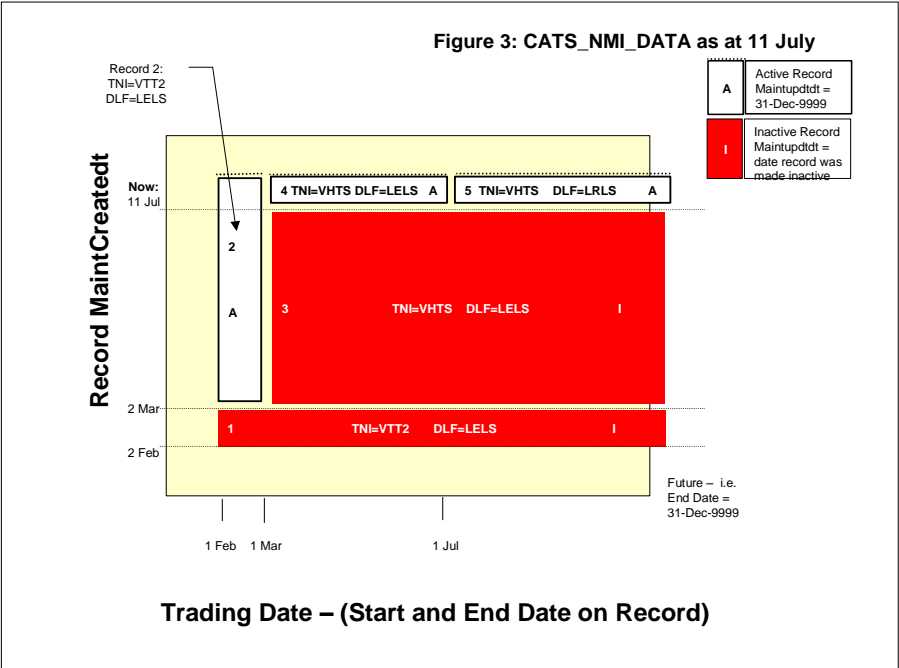 Figure 3: CATS_NMI_DATA as at 11 July
Record 2:
TNI=VTT2
DLF=LELS
A
Active Record
Maintupdtdt =
31-Dec-9999
I
Inactive Record
Maintupdtdt =
date record was
made inactive
Record MaintCreatedt
Now:
11 Jul
4 TNI=VHTS DLF=LELS A
5 TNI=VHTS DLF=LRLS A
2
A
3 TNI=VHTS DLF=LELS I
2 Mar
1 TNI=VTT2 DLF=LELS I
2 Feb
Future – i.e.
End Date =
31-Dec-9999
1 Feb 1 Mar 1 Jul
Trading Date – (Start and End Date on Record)